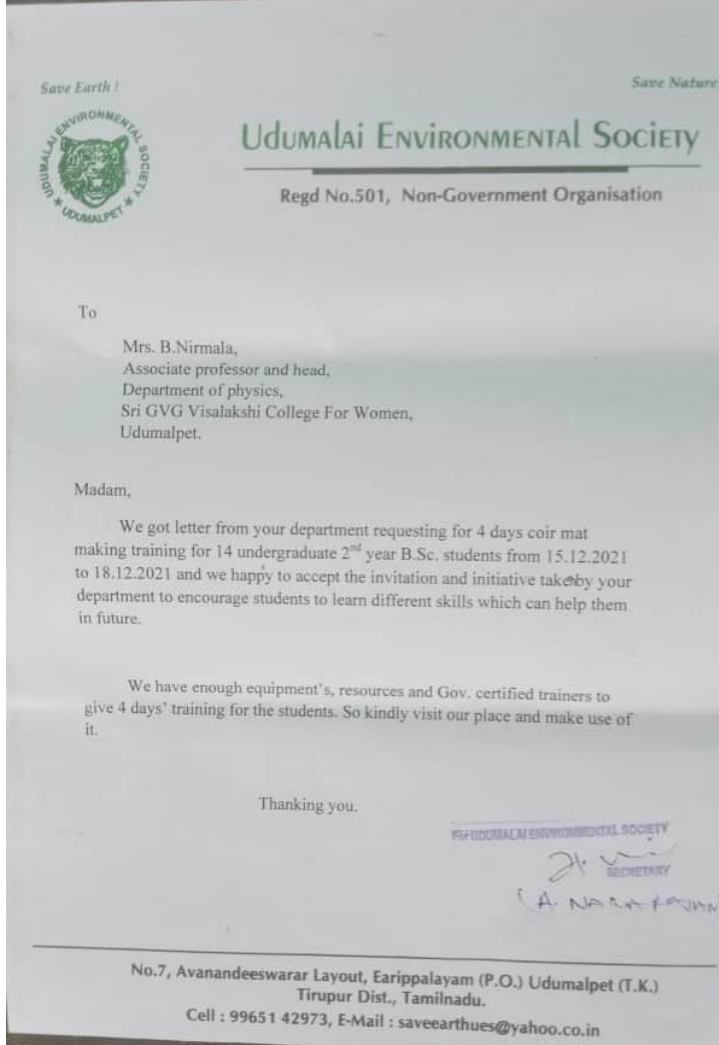 Save Earth !
Save Nature
UDUMALAI ENVIRONMENTAL SOCIETY
★ UDUMALPET ★
UdUMAlAi ENVIRONMENTAl SOCIETY
Regd No.501, Non-Government Organisation
To
Mrs. B.Nirmala,
Associate professor and head,
Department of physics,
Sri GVG Visalakshi College For Women,
Udumalpet.
Madam,
We got letter from your department requesting for 4 days coir mat
making training for 14 undergraduate 2nd year B.Sc. students from 15.12.2021
to 18.12.2021 and we happy to accept the invitation and initiative take by your
department to encourage students to learn different skills which can help them
in future.
We have enough equipment's, resources and Gov. certified trainers to
give 4 days' training for the students. So kindly visit our place and make use of
it.
Thanking you.
For UDUMALAI ENVIRONMENTAL SOCIETY
SECRETARY
(A.
No.7, Avanandeeswarar Layout, Earippalayam (P.O.) Udumalpet (T.K.)
Tirupur Dist., Tamilnadu.
Cell : 99651 42973, E-Mail : saveearthues@yahoo.co.in